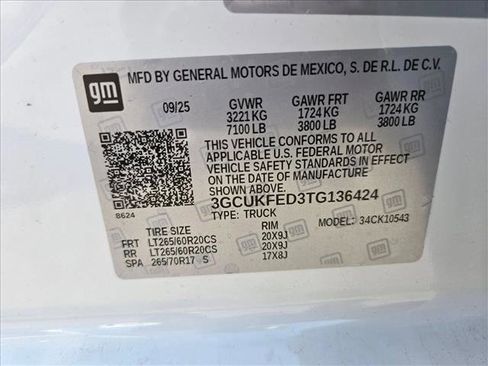 gm
MFD BY GENERAL MOTORS DE MEXICO, S. DE R.L. DE C.V.
09/25 GVWR GAWR FRT GAWR RR
3221 KG 1724 KG 1724 KG
7100 LB 3800 LB 3800 LB
THIS VEHICLE CONFORMS TO ALL
APPLICABLE U.S. FEDERAL MOTOR
VEHICLE SAFETY STANDARDS IN EFFECT
ON THE DATE OF MANUFACTURE
SHOWN ABOVE.
3GCUKFED3TG136424
8624
TYPE: TRUCK MODEL: 34CK10543
TIRE SIZE RIM
FRT LT265/60R20CS 20X9J
RR LT265/60R20CS 20X9J
SPA 265/70R17 S 17X8J